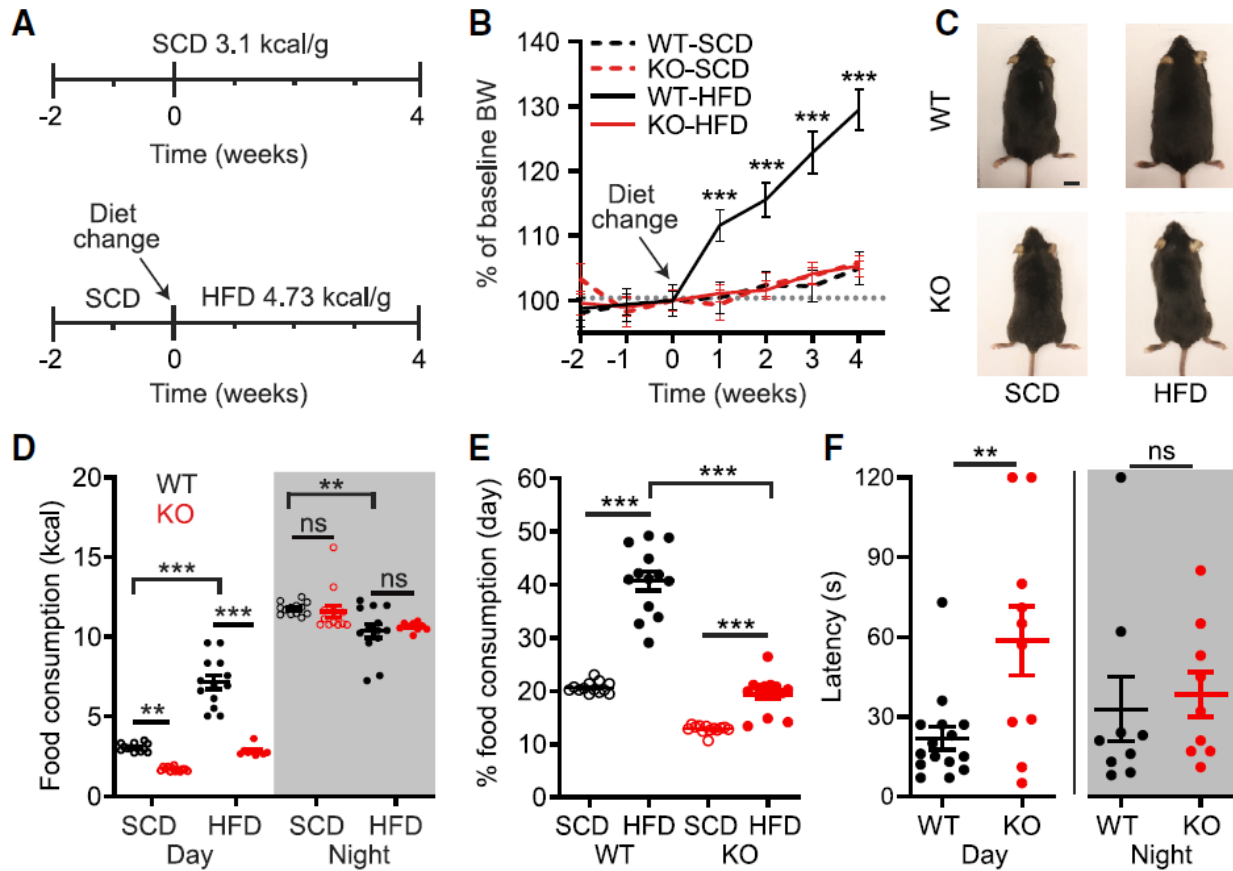 A
SCD 3.1 kcal/g
-2 0 4
Time (weeks)
Diet
change
SCD HFD 4.73 kcal/g
-2 0 4
Time (weeks)
B
% of baseline BW
140
130
120
110
100
WT-SCD
KO-SCD
WT-HFD
KO-HFD
***
***
***
***
Diet
change
-2 -1 0 1 2 3 4
Time (weeks)
C
WT
KO
SCD HFD
D
Food consumption (kcal)
20
15
10
5
0
WT
KO
***
**
***
**
ns
ns
SCD HFD SCD HFD
Day Night
E
% food consumption (day)
60
50
40
30
20
10
0
***
***
***
SCD HFD SCD HFD
WT KO
F
Latency (s)
120
90
60
30
0
**
ns
WT KO WT KO
Day Night